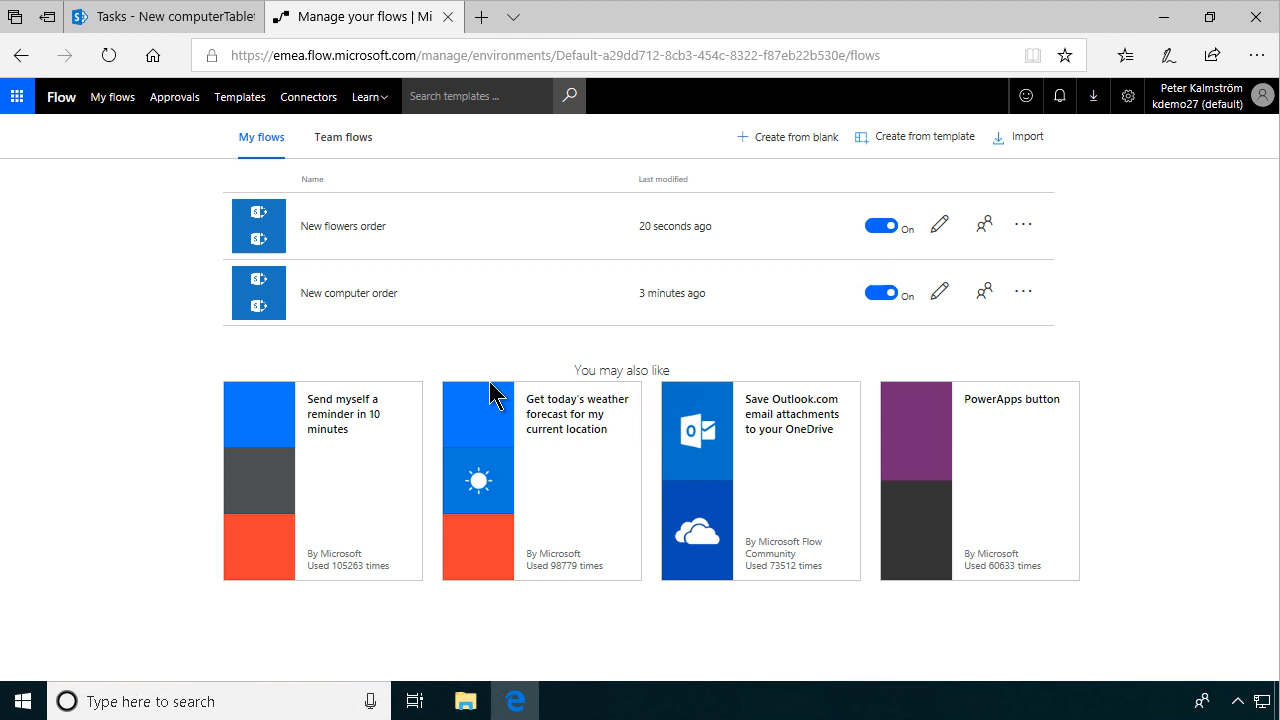 Tasks - New computerTablet
Manage your flows | Mi
https://emea.flow.microsoft.com/manage/environments/Default-a29dd712-8cb3-454c-8322-f87eb22b530e/flows
Flow
My flows
Approvals
Templates
Connectors
Learn
Search templates ...
Peter Kalmström
kdemo27 (default)
My flows
Team flows
Create from blank
Create from template
Import
Name
Last modified
New flowers order
20 seconds ago
On
New computer order
3 minutes ago
On
You may also like
Send myself a
reminder in 10
minutes
By Microsoft
Used 105263 times
Get today's weather
forecast for my
current location
By Microsoft
Used 98779 times
Save Outlook.com
email attachments
to your OneDrive
By Microsoft Flow
Community
Used 73512 times
PowerApps button
By Microsoft
Used 60633 times
Type here to search